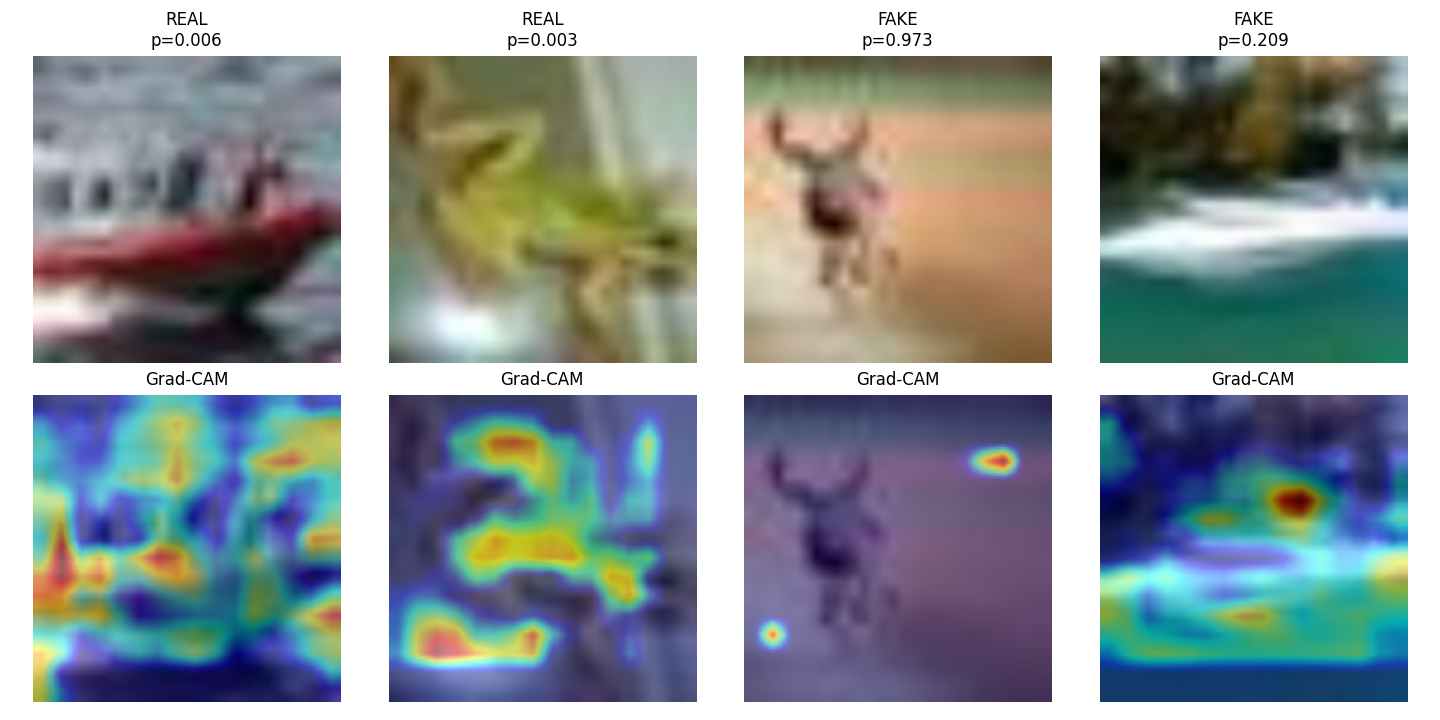 REAL
p=0.006
REAL
p=0.003
FAKE
p=0.973
FAKE
p=0.209
Grad-CAM
Grad-CAM
Grad-CAM
Grad-CAM